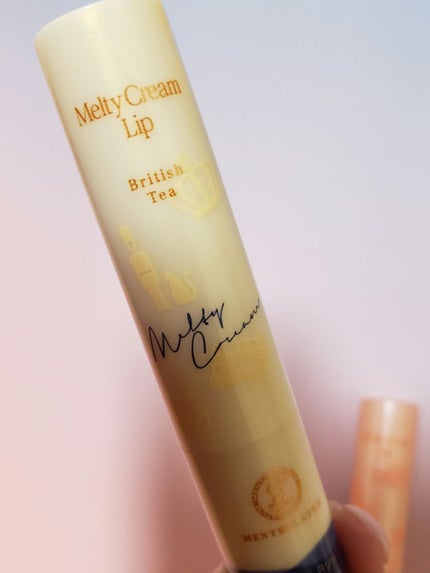 Melty Cream
Lip
British
Tea
Melty
Cream
MENTHOLATUM